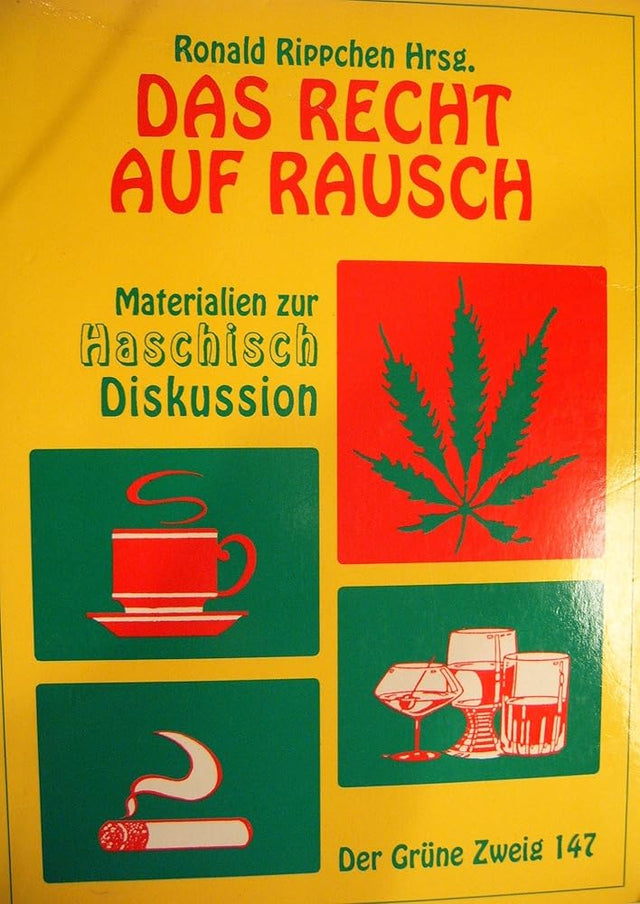 Ronald Rippchen Hrsg.
DAS RECHT
AUF RAUSCH
Materialien zur
Haschisch
Diskussion
Der Grüne Zweig 147